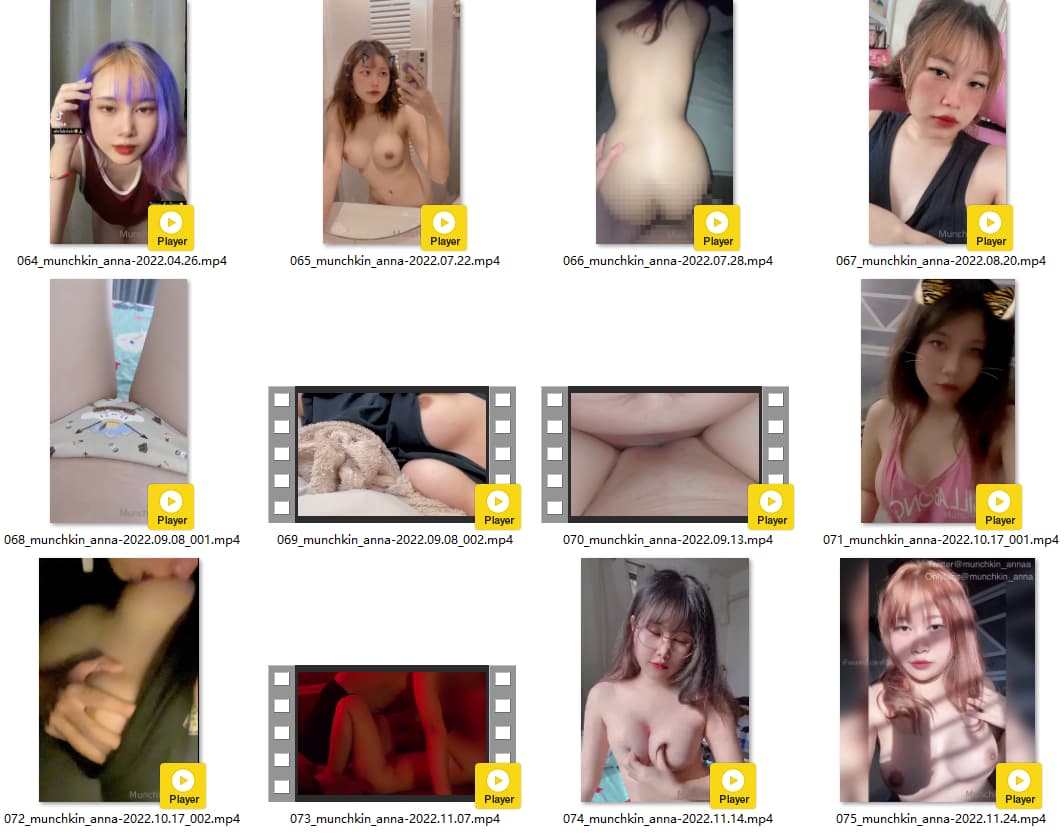 Player
Player
Player
Player
064_munchkin_anna-2022.04.26.mp4
065_munchkin_anna-2022.07.22.mp4
066_munchkin_anna-2022.07.28.mp4
067_munchkin_anna-2022.08.20.mp4
Player
Player
Player
Player
068_munchkin_anna-2022.09.08_001.mp4
069_munchkin_anna-2022.09.08_002.mp4
070_munchkin_anna-2022.09.13.mp4
071_munchkin_anna-2022.10.17_001.mp4
Twitter@munchkin_annaa
@munchkin_anna
Player
Player
Player
Player
072_munchkin_anna-2022.10.17_002.mp4
073_munchkin_anna-2022.11.07.mp4
074_munchkin_anna-2022.11.14.mp4
075_munchkin_anna-2022.11.24.mp4